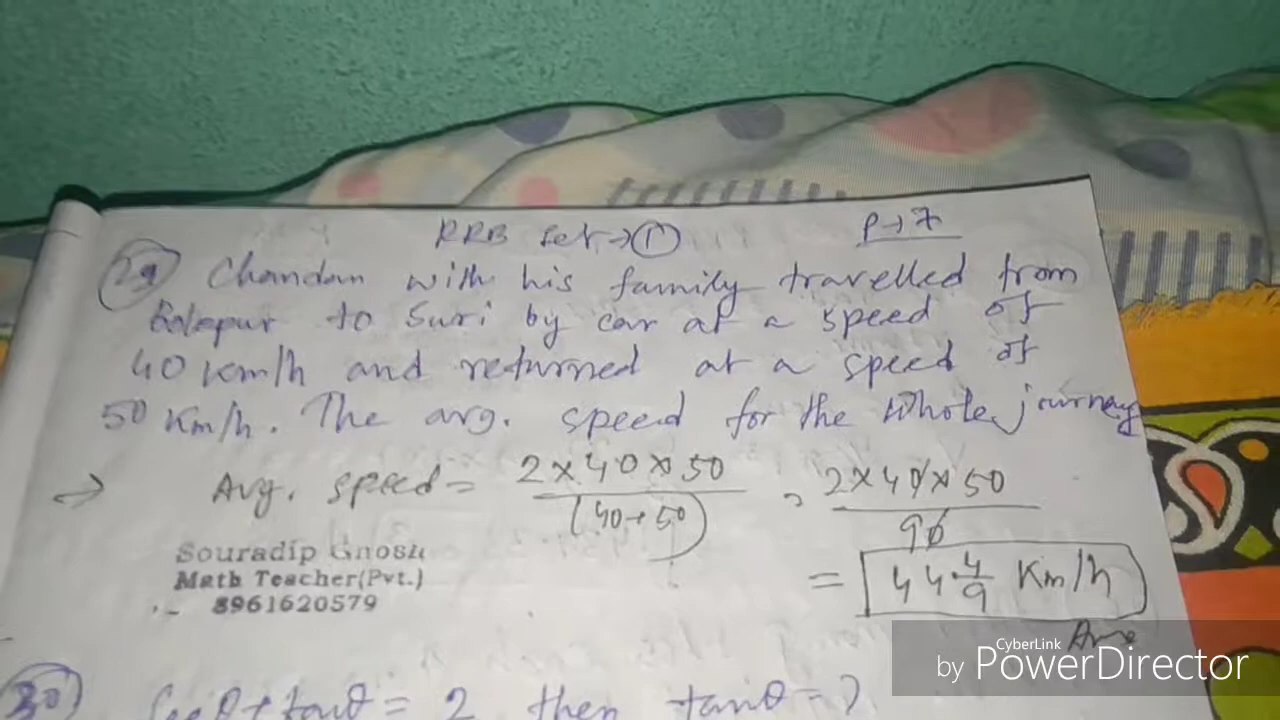 RRB Set → ① P→7
29 Chandan with his family travelled from
Bolepur to Suri by car at a speed of
40 km/h and returned at a speed of
50 Km/h. The avg. speed for the whole journey
→ Avg. speed = 2×40×50 / (40+50) = 2×40×50 / 90
= 44 4/9 Km/h
Ans
Souradip Ghosh
Math Teacher(Pvt.)
8961620579
30 Secθ + tanθ = 2 then tanθ = ?
CyberLink
by PowerDirector